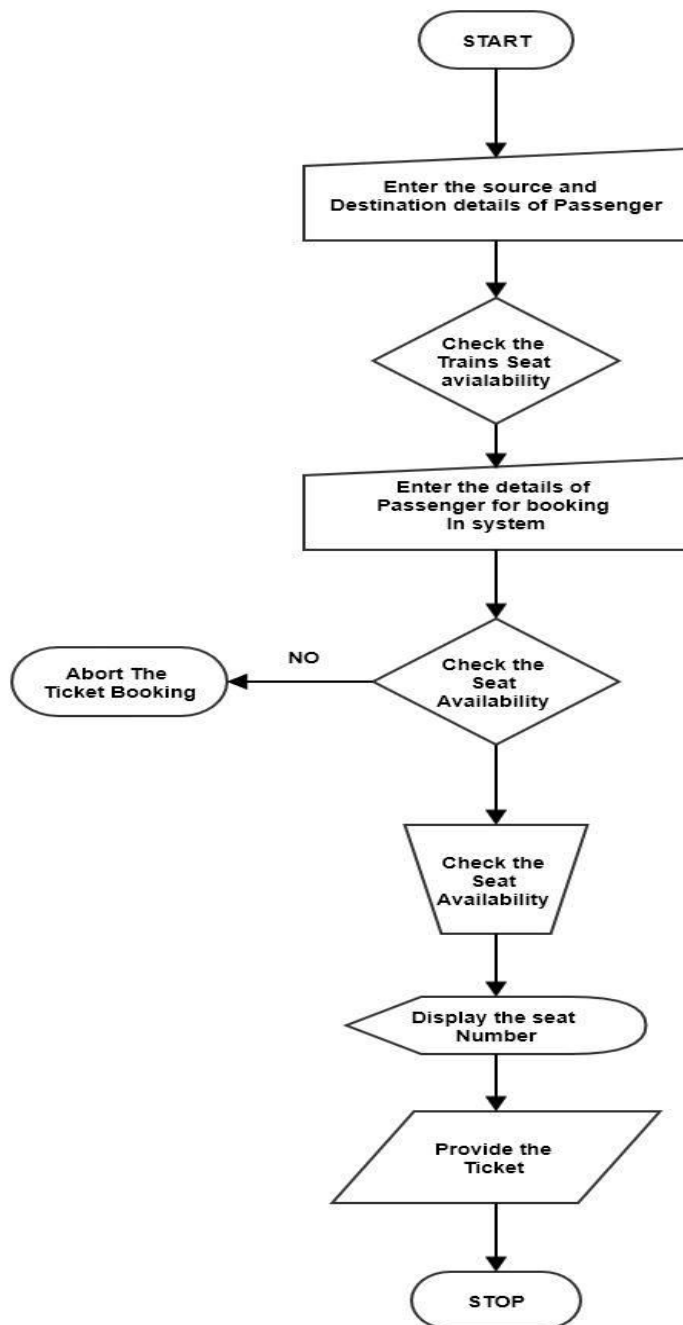 START
Enter the source and
Destination details of Passenger
Check the
Trains Seat
avialability
Enter the details of
Passenger for booking
In system
NO
Abort The
Ticket Booking
Check the
Seat
Availability
Check the
Seat
Availability
Display the seat
Number
Provide the
Ticket
STOP